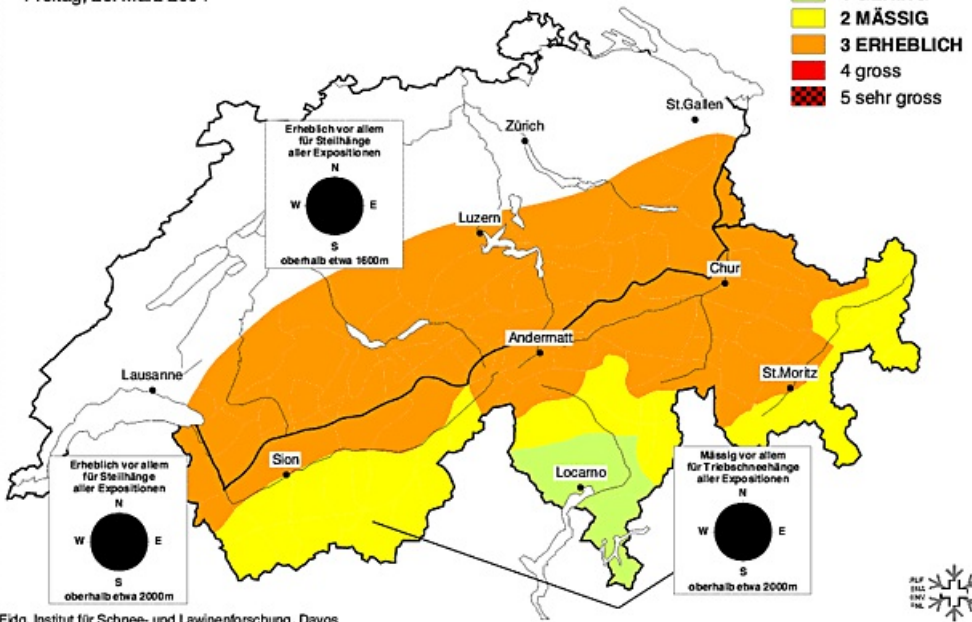 2 MÄSSIG
3 ERHEBLICH
4 gross
5 sehr gross
St.Gallen
Zürich
Erheblich vor allem
für Steilhänge
aller Expositionen
N
W E
S
oberhalb etwa 1600m
Luzern
Chur
Andermatt
Lausanne
St.Moritz
Sion
Locarno
Erheblich vor allem
für Steilhänge
aller Expositionen
N
W E
S
oberhalb etwa 2000m
Mässig vor allem
für Triebschneehänge
aller Expositionen
N
W E
S
oberhalb etwa 2000m
Eidg. Institut für Schnee- und Lawinenforschung, Davos